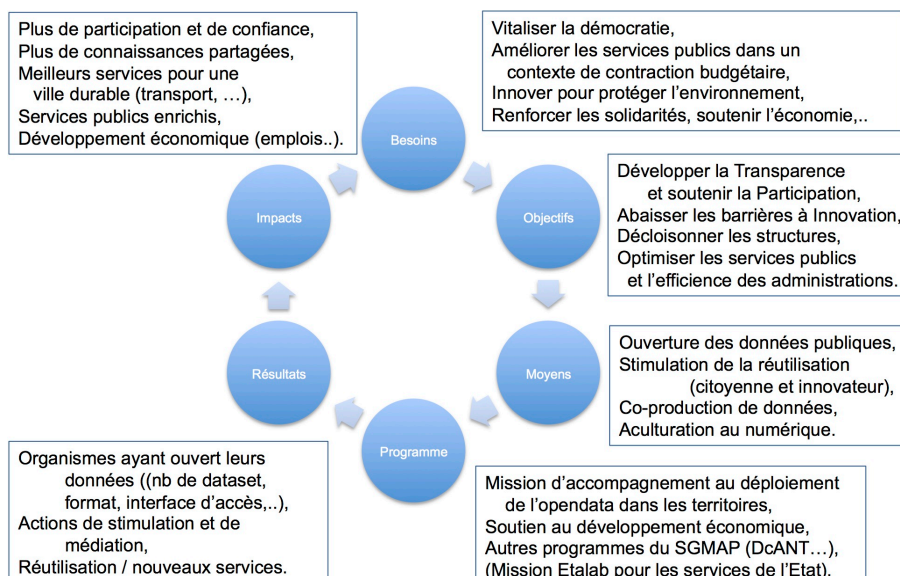 Plus de participation et de confiance,
Plus de connaissances partagées,
Meilleurs services pour une
ville durable (transport, …),
Services publics enrichis,
Développement économique (emplois..).
Vitaliser la démocratie,
Améliorer les services publics dans un
contexte de contraction budgétaire,
Innover pour protéger l’environnement,
Renforcer les solidarités, soutenir l’économie,..
Besoins
Développer la Transparence
et soutenir la Participation,
Abaisser les barrières à Innovation,
Décloisonner les structures,
Optimiser les services publics
et l’efficience des administrations.
Impacts
Objectifs
Ouverture des données publiques,
Stimulation de la réutilisation
(citoyenne et innovateur),
Co-production de données,
Aculturation au numérique.
Résultats
Moyens
Programme
Organismes ayant ouvert leurs
données ((nb de dataset,
format, interface d’accès,..),
Actions de stimulation et de
médiation,
Réutilisation / nouveaux services.
Mission d’accompagnement au déploiement
de l’opendata dans les territoires,
Soutien au développement économique,
Autres programmes du SGMAP (DcANT…),
(Mission Etalab pour les services de l’Etat).